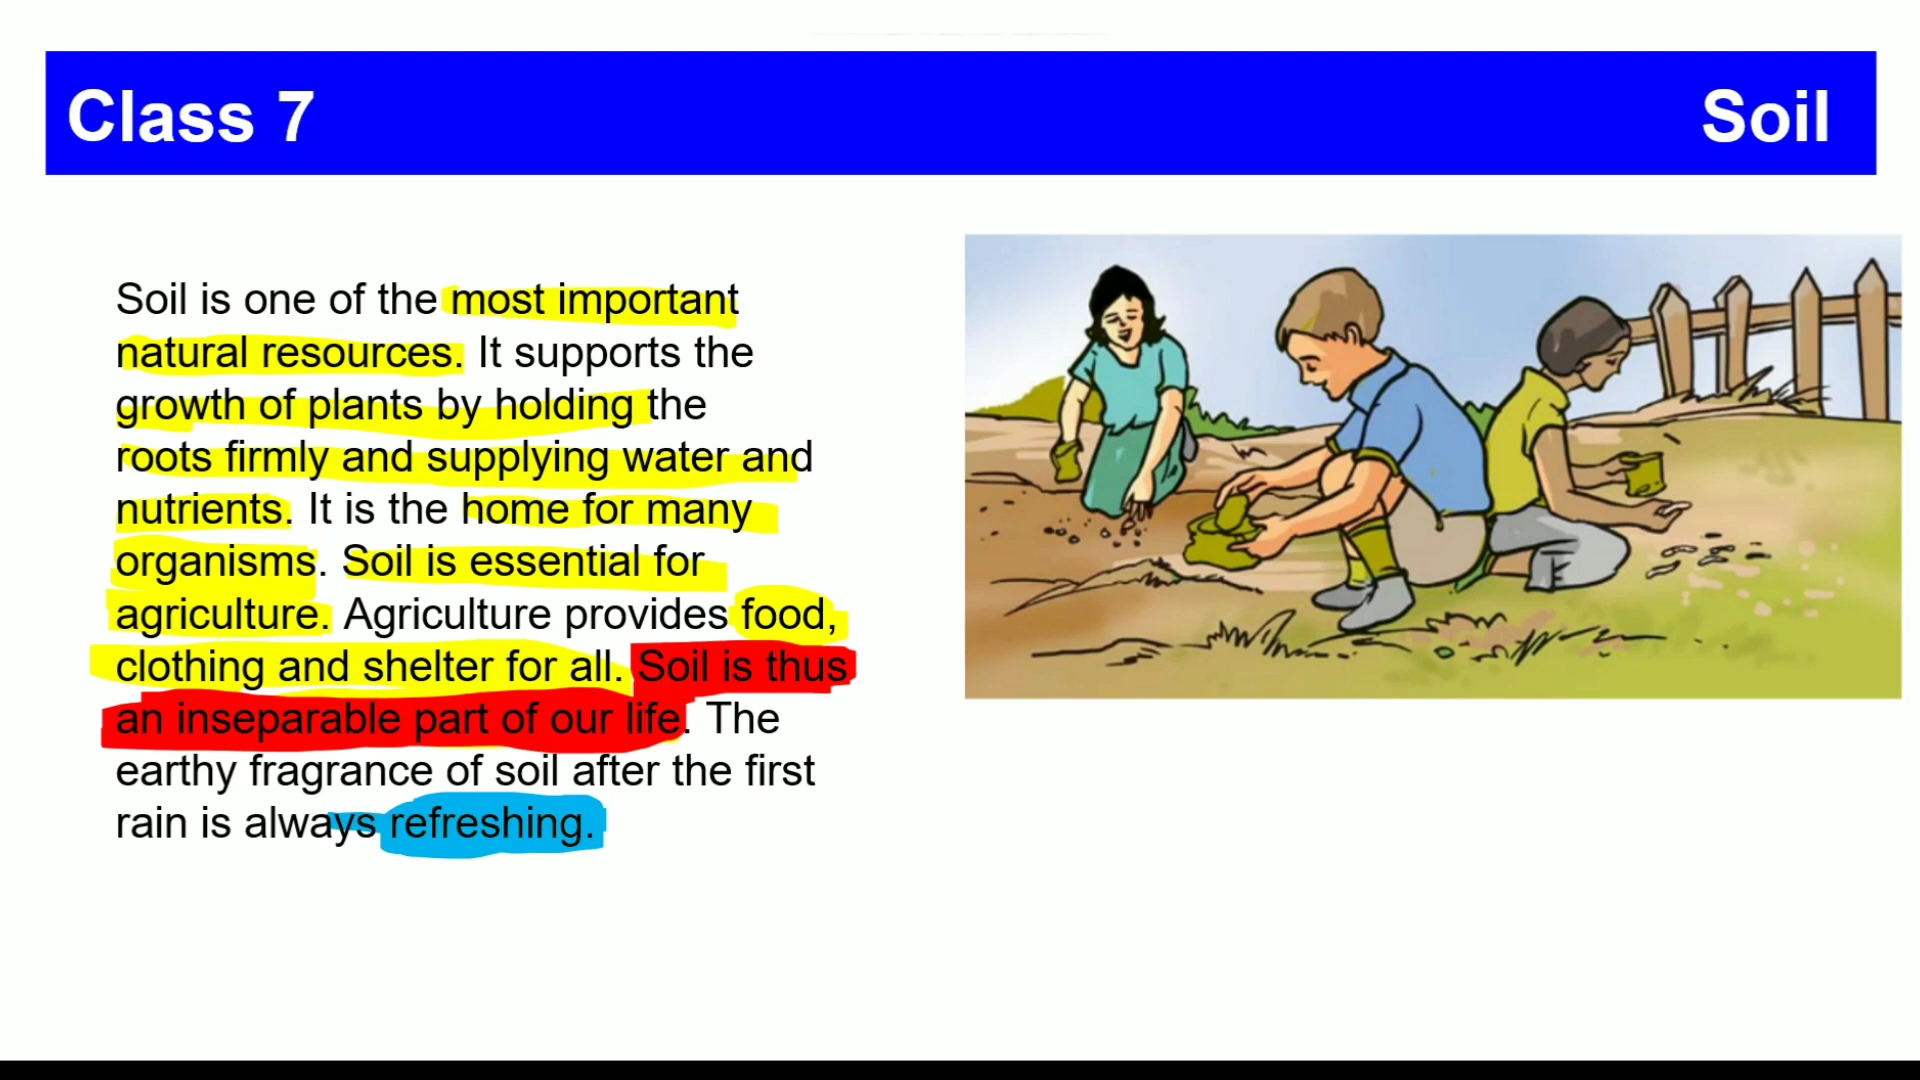 Class 7 Soil
Soil is one of the most important
natural resources. It supports the
growth of plants by holding the
roots firmly and supplying water and
nutrients. It is the home for many
organisms. Soil is essential for
agriculture. Agriculture provides food,
clothing and shelter for all. Soil is thus
an inseparable part of our life. The
earthy fragrance of soil after the first
rain is always refreshing.